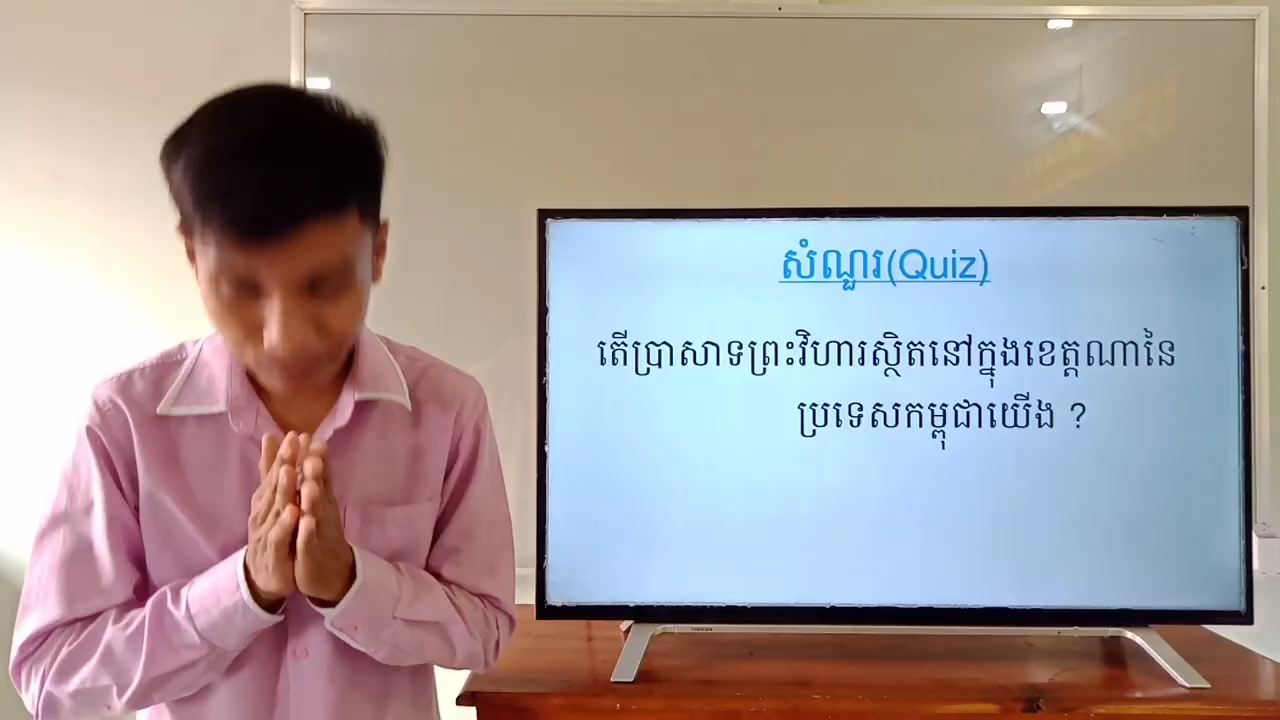 សំណួរ(Quiz)
តើប្រាសាទព្រះវិហារស្ថិតនៅក្នុងខេត្តណានៃ
ប្រទេសកម្ពុជាយើង ?
TOSHIBA